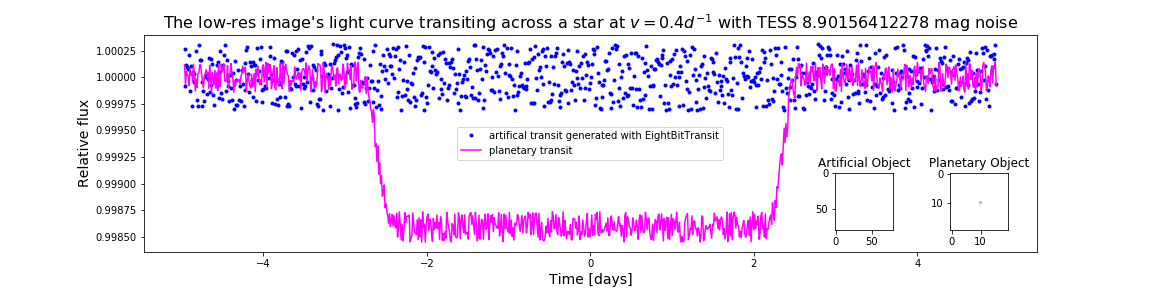 The low-res image's light curve transiting across a star at v = 0.4d⁻¹ with TESS 8.90156412278 mag noise
Relative flux
1.00025
1.00000
0.99975
0.99950
0.99925
0.99900
0.99875
0.99850
artifical transit generated with EightBitTransit
planetary transit
Artificial Object
0
50
0 50
Planetary Object
0
10
0 10
−4 −2 0 2 4
Time [days]